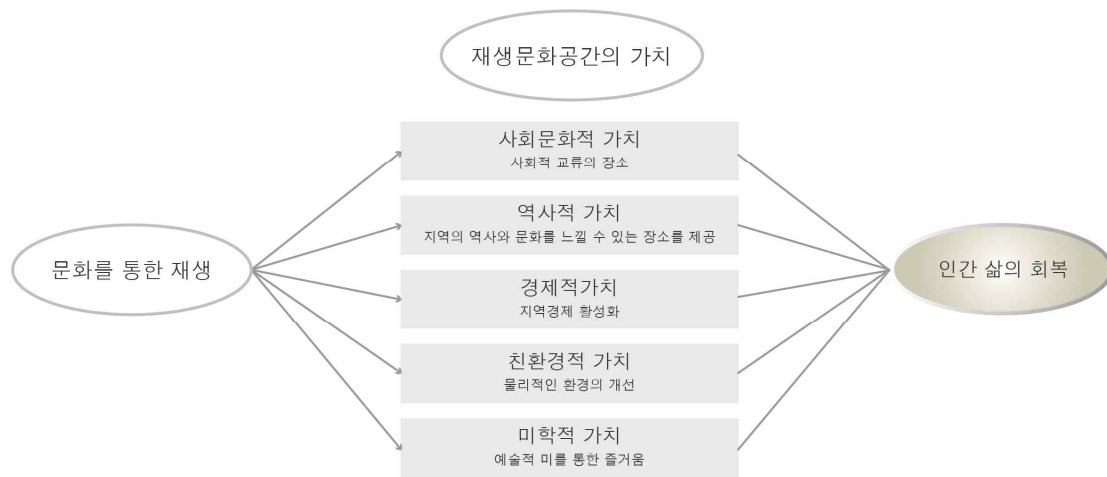 재생문화공간의 가치
사회문화적 가치
사회적 교류의 장소
역사적 가치
지역의 역사와 문화를 느낄 수 있는 장소를 제공
문화를 통한 재생
인간 삶의 회복
경제적가치
지역경제 활성화
친환경적 가치
물리적인 환경의 개선
미학적 가치
예술적 미를 통한 즐거움